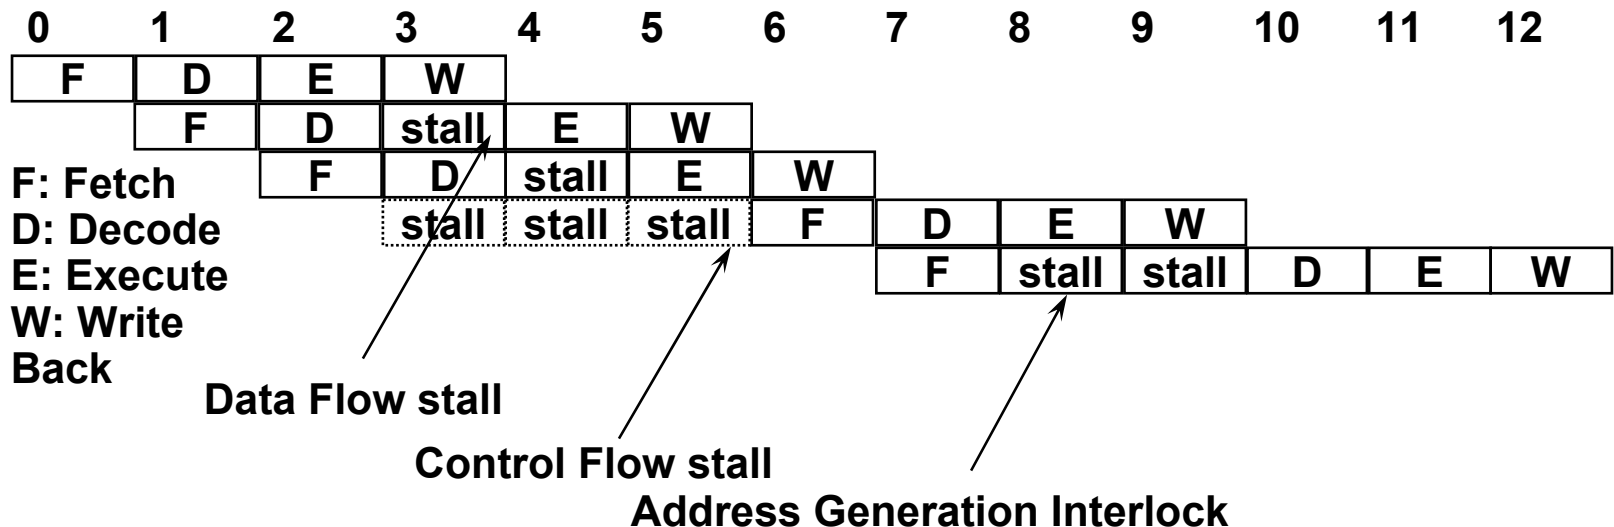 0 1 2 3 4 5 6 7 8 9 10 11 12
F D E W
F D stall E W
F D stall E W
stall stall stall F D E W
F stall stall D E W
F: Fetch
D: Decode
E: Execute
W: Write
Back
Data Flow stall
Control Flow stall
Address Generation Interlock